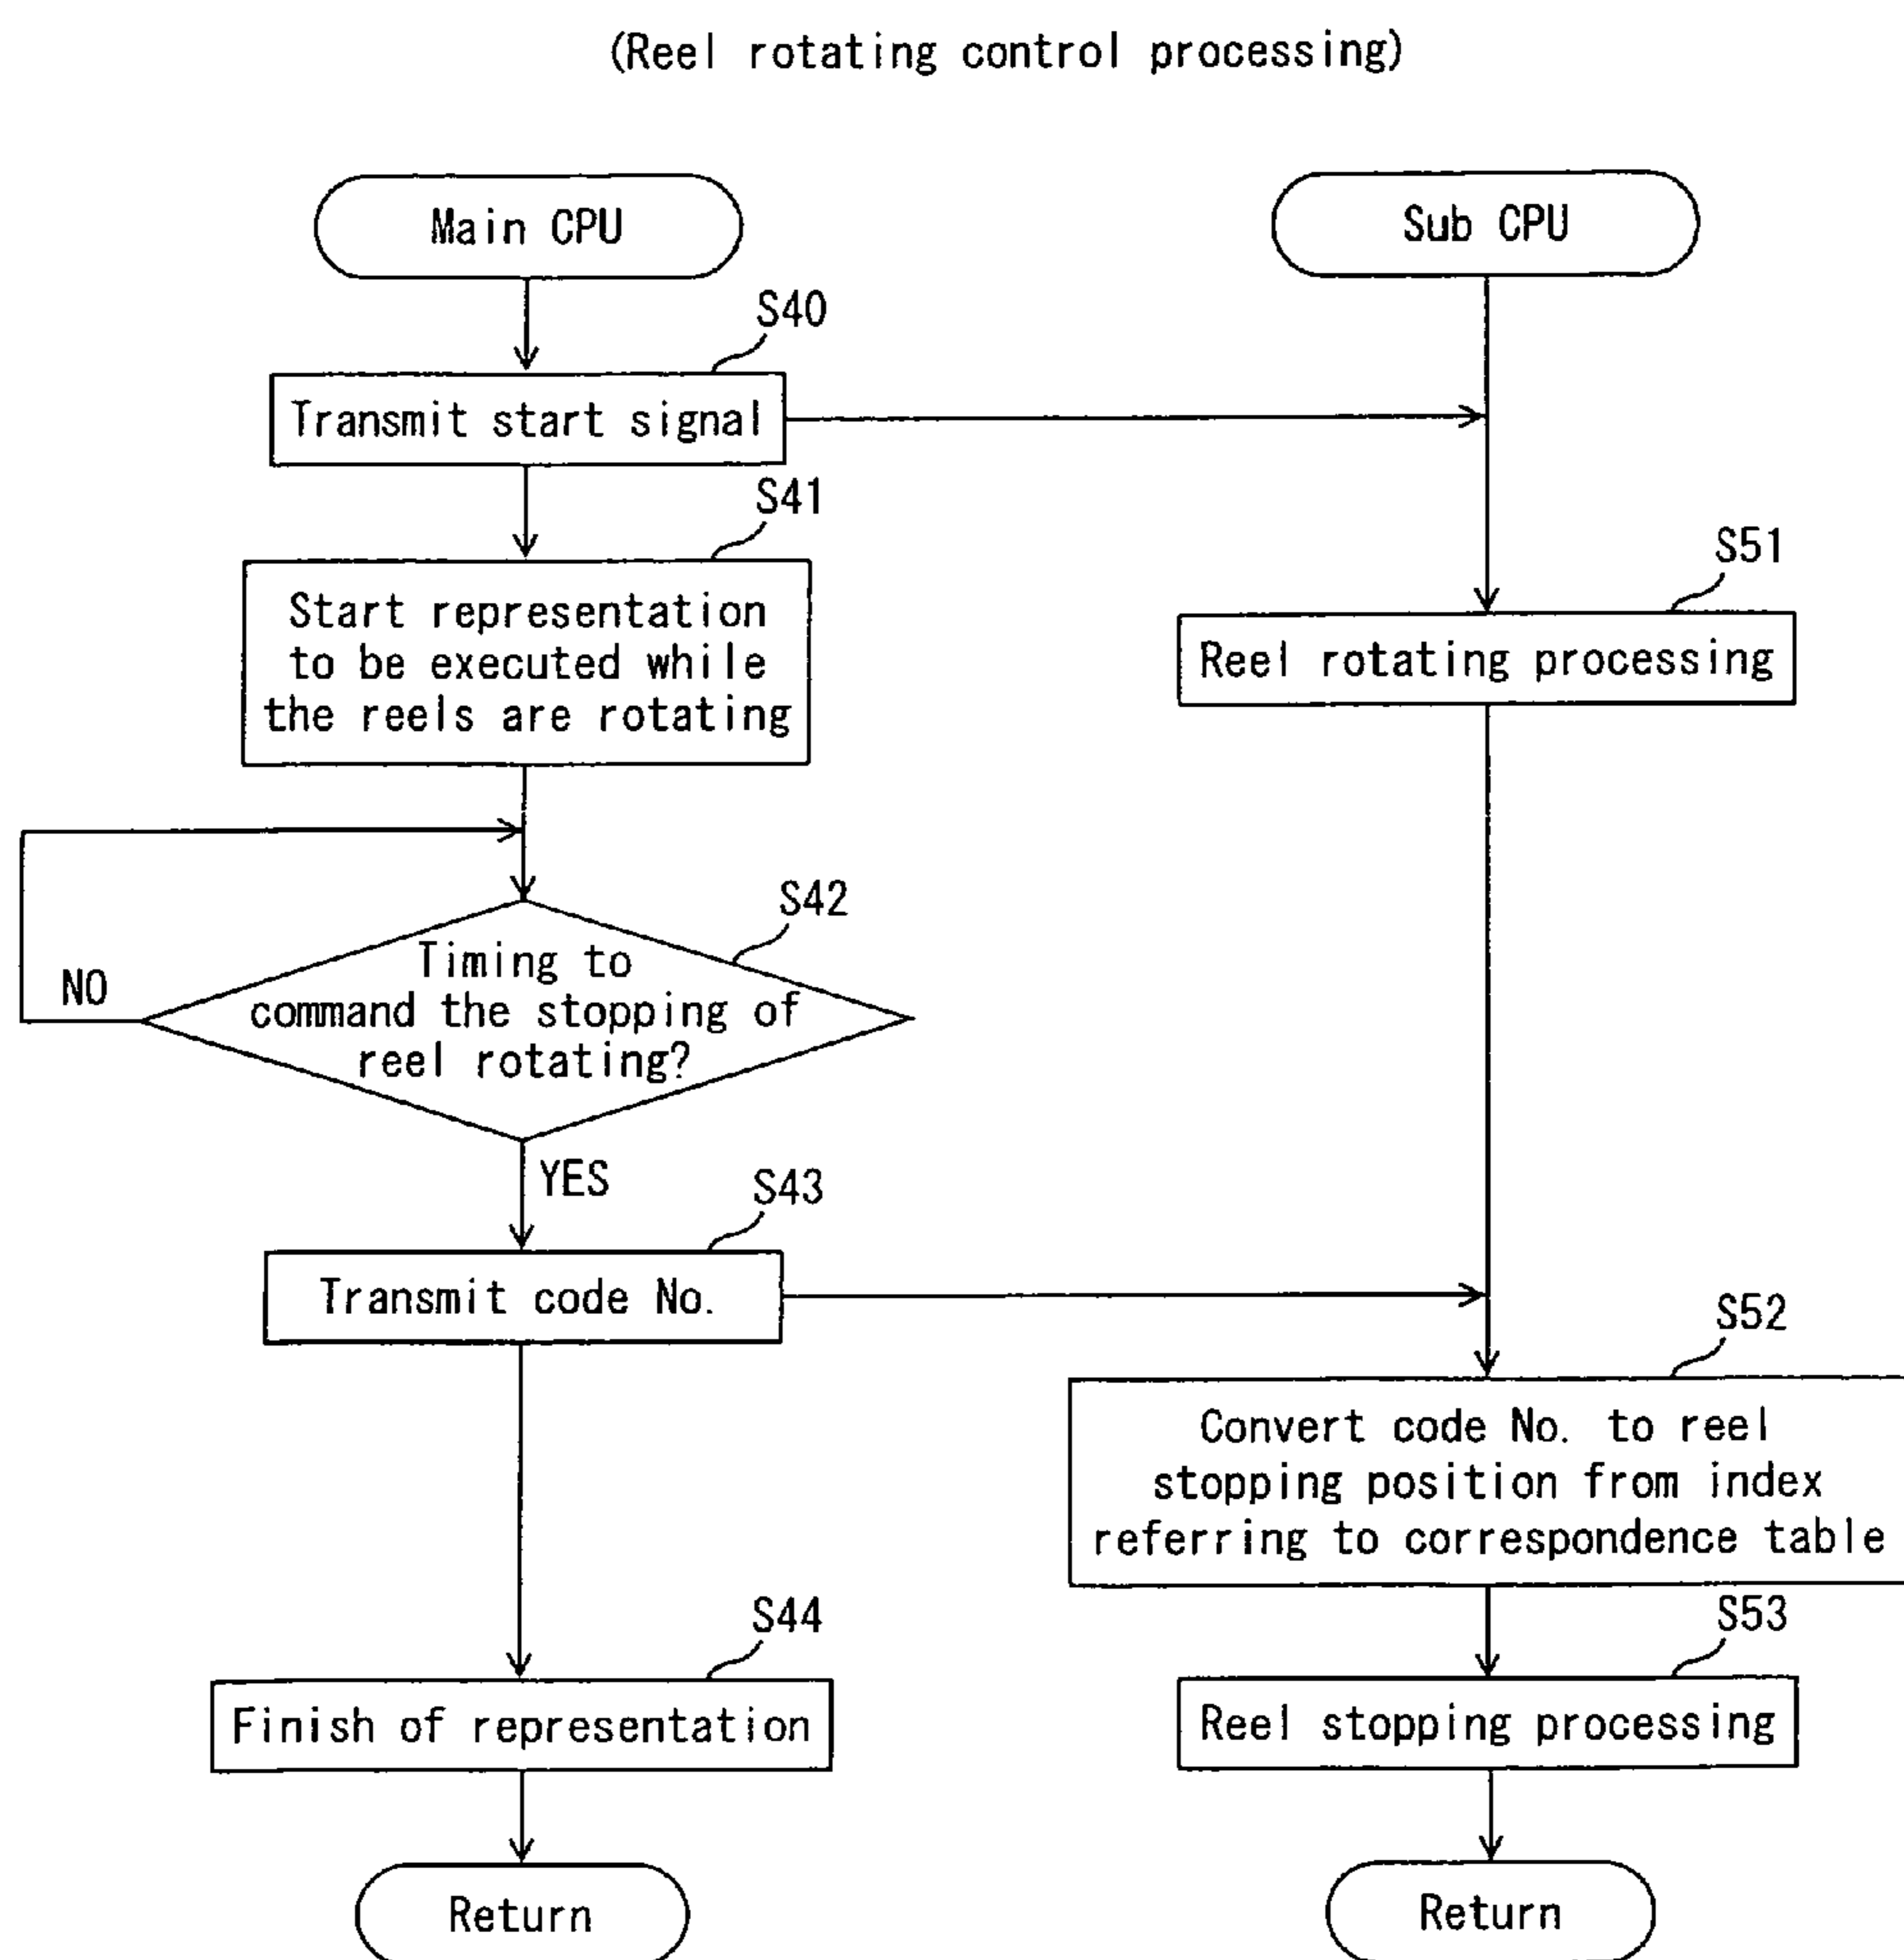 (Reel rotating control processing)
Main CPU
Sub CPU
S40
Transmit start signal
S41
Start representation
to be executed while
the reels are rotating
S51
Reel rotating processing
S42
Timing to
command the stopping of
reel rotating?
NO
YES
S43
Transmit code No.
S52
Convert code No. to reel
stopping position from index
referring to correspondence table
S44
Finish of representation
S53
Reel stopping processing
Return
Return